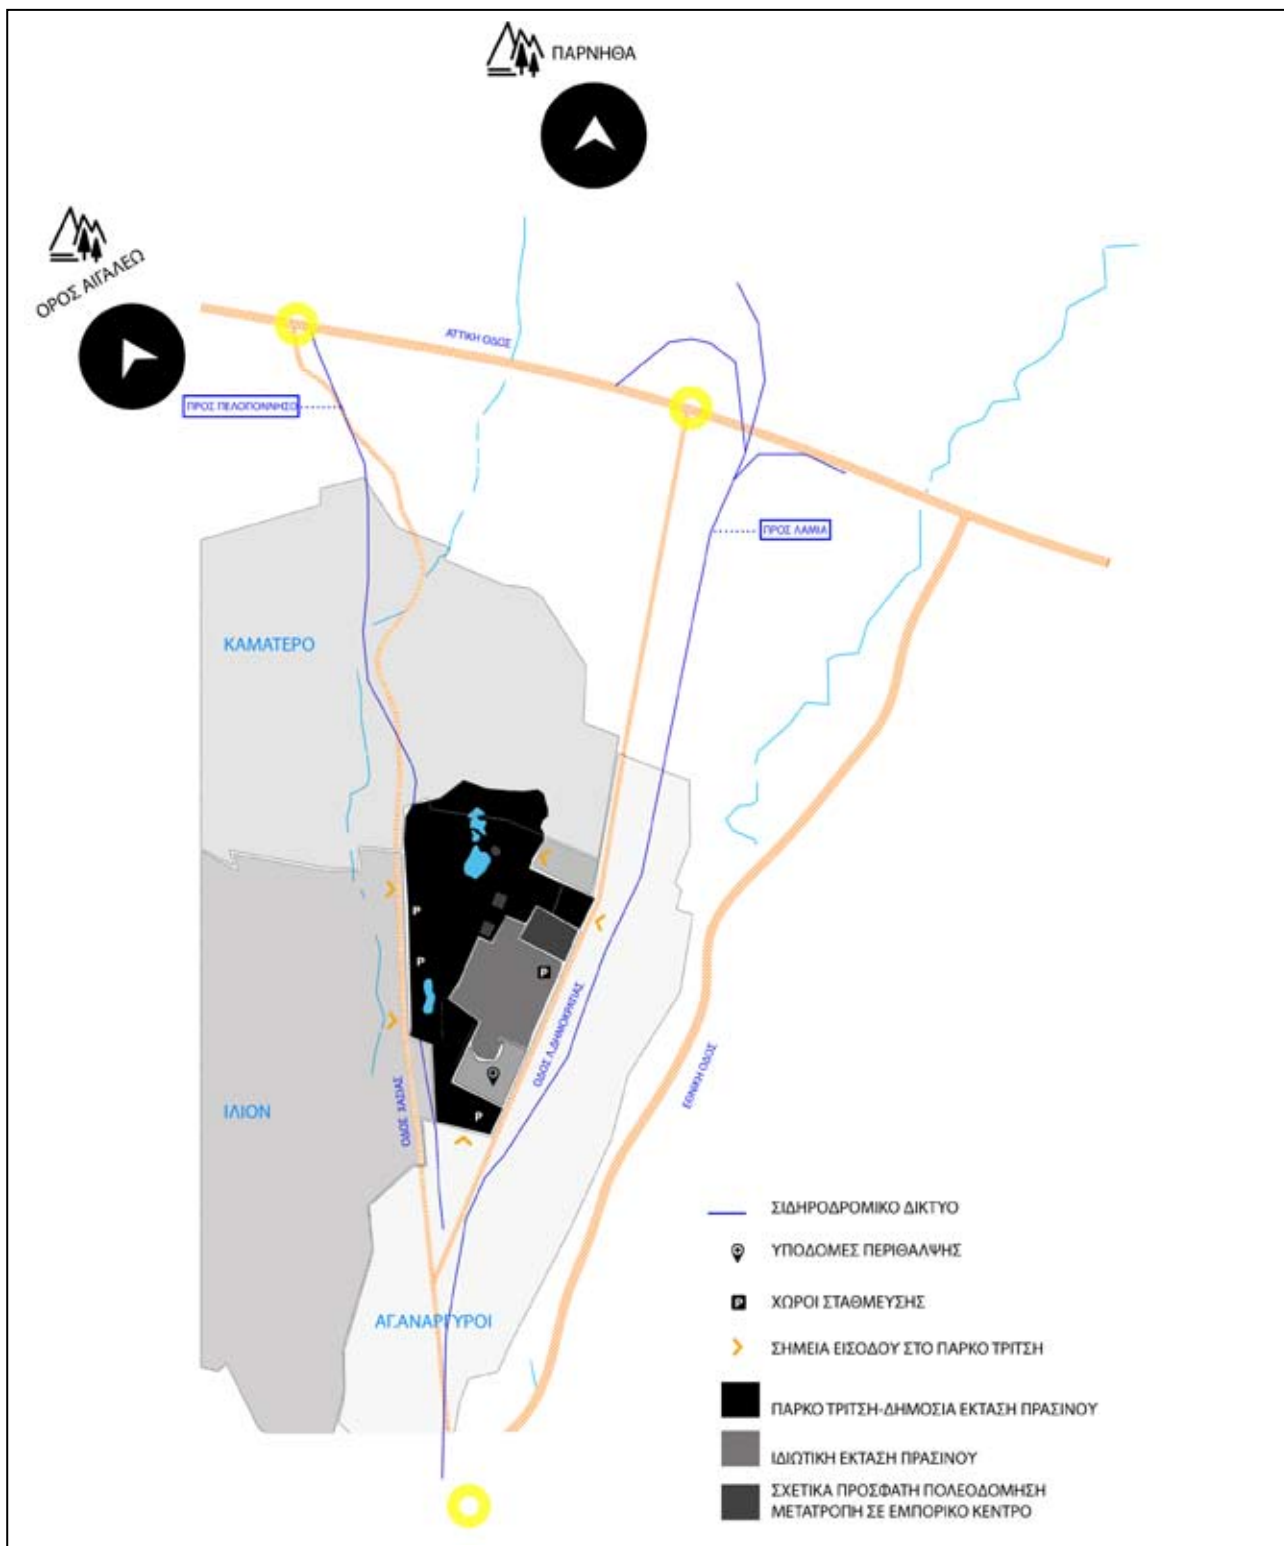 ΠΑΡΝΗΘΑ
ΟΡΟΣ ΑΙΓΑΛΕΩ
ΑΤΤΙΚΗ ΟΔΟΣ
ΠΡΟΣ ΠΕΛΟΠΟΝΝΗΣΟ
ΠΡΟΣ ΛΑΜΙΑ
ΚΑΜΑΤΕΡΟ
P
P
P
ΟΔΟΣ Λ.ΔΗΜΟΚΡΑΤΙΑΣ
ΕΘΝΙΚΗ ΟΔΟΣ
ΟΔΟΣ ΧΑΣΙΑΣ
ΙΛΙΟΝ
P
ΑΓ.ΑΝΑΡΓΥΡΟΙ
ΣΙΔΗΡΟΔΡΟΜΙΚΟ ΔΙΚΤΥΟ
ΥΠΟΔΟΜΕΣ ΠΕΡΙΘΑΛΨΗΣ
P ΧΩΡΟΙ ΣΤΑΘΜΕΥΣΗΣ
ΣΗΜΕΙΑ ΕΙΣΟΔΟΥ ΣΤΟ ΠΑΡΚΟ ΤΡΙΤΣΗ
ΠΑΡΚΟ ΤΡΙΤΣΗ-ΔΗΜΟΣΙΑ ΕΚΤΑΣΗ ΠΡΑΣΙΝΟΥ
ΙΔΙΩΤΙΚΗ ΕΚΤΑΣΗ ΠΡΑΣΙΝΟΥ
ΣΧΕΤΙΚΑ ΠΡΟΣΦΑΤΗ ΠΟΛΕΟΔΟΜΗΣΗ
ΜΕΤΑΤΡΟΠΗ ΣΕ ΕΜΠΟΡΙΚΟ ΚΕΝΤΡΟ